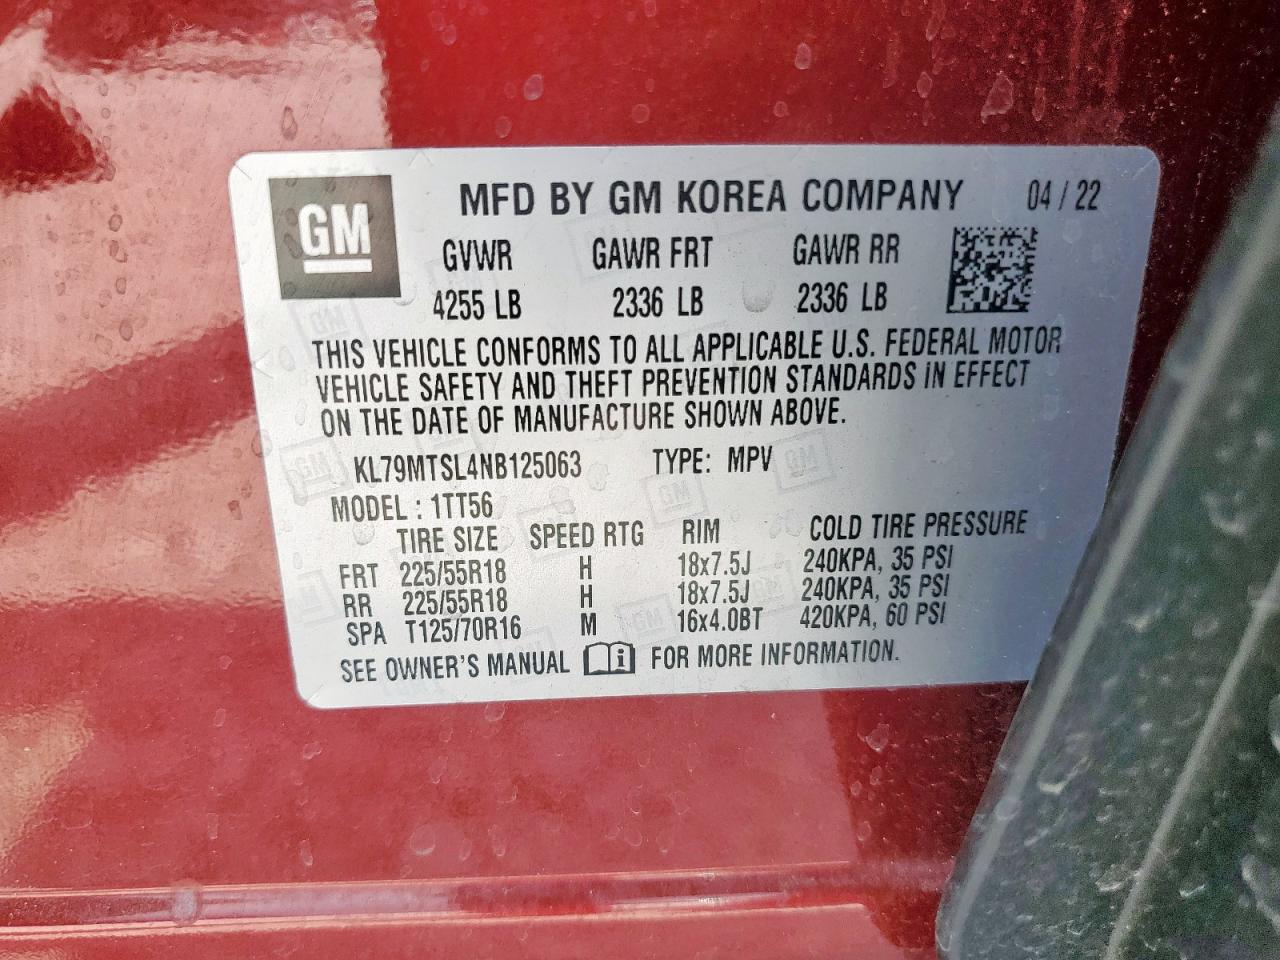 GM
MFD BY GM KOREA COMPANY 04 / 22
GVWR GAWR FRT GAWR RR
4255 LB 2336 LB 2336 LB
THIS VEHICLE CONFORMS TO ALL APPLICABLE U.S. FEDERAL MOTOR
VEHICLE SAFETY AND THEFT PREVENTION STANDARDS IN EFFECT
ON THE DATE OF MANUFACTURE SHOWN ABOVE.
KL79MTSL4NB125063 TYPE: MPV
MODEL : 1TT56
TIRE SIZE SPEED RTG RIM COLD TIRE PRESSURE
FRT 225/55R18 H 18x7.5J 240KPA, 35 PSI
RR 225/55R18 H 18x7.5J 240KPA, 35 PSI
SPA T125/70R16 M 16x4.0BT 420KPA, 60 PSI
SEE OWNER'S MANUAL i FOR MORE INFORMATION.